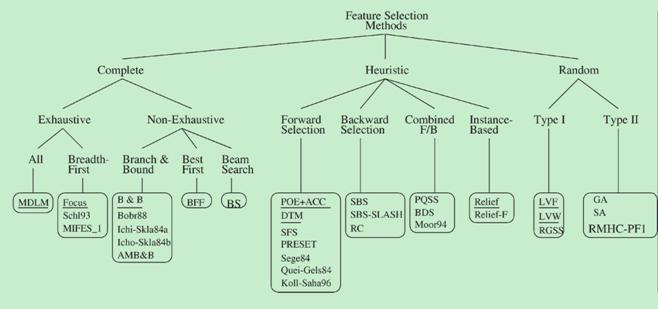 Feature Selection
Methods
Complete
Heuristic
Random
Exhaustive
Non-Exhaustive
Forward
Selection
Backward
Selection
Combined
F/B
Instance-
Based
Type I
Type II
All
Breadth-
First
Branch &
Bound
Best
First
Beam
Search
MDLM
Focus
Schl93
MIFES_1
B & B
Bobr88
Ichi-Skla84a
Icho-Skla84b
AMB&B
BFF
BS
POE+ACC
DTM
SFS
PRESET
Sege84
Quei-Gels84
Koll-Saha96
SBS
SBS-SLASH
RC
PQSS
BDS
Moor94
Relief
Relief-F
LVF
LVW
RGSS
GA
SA
RMHC-PF1